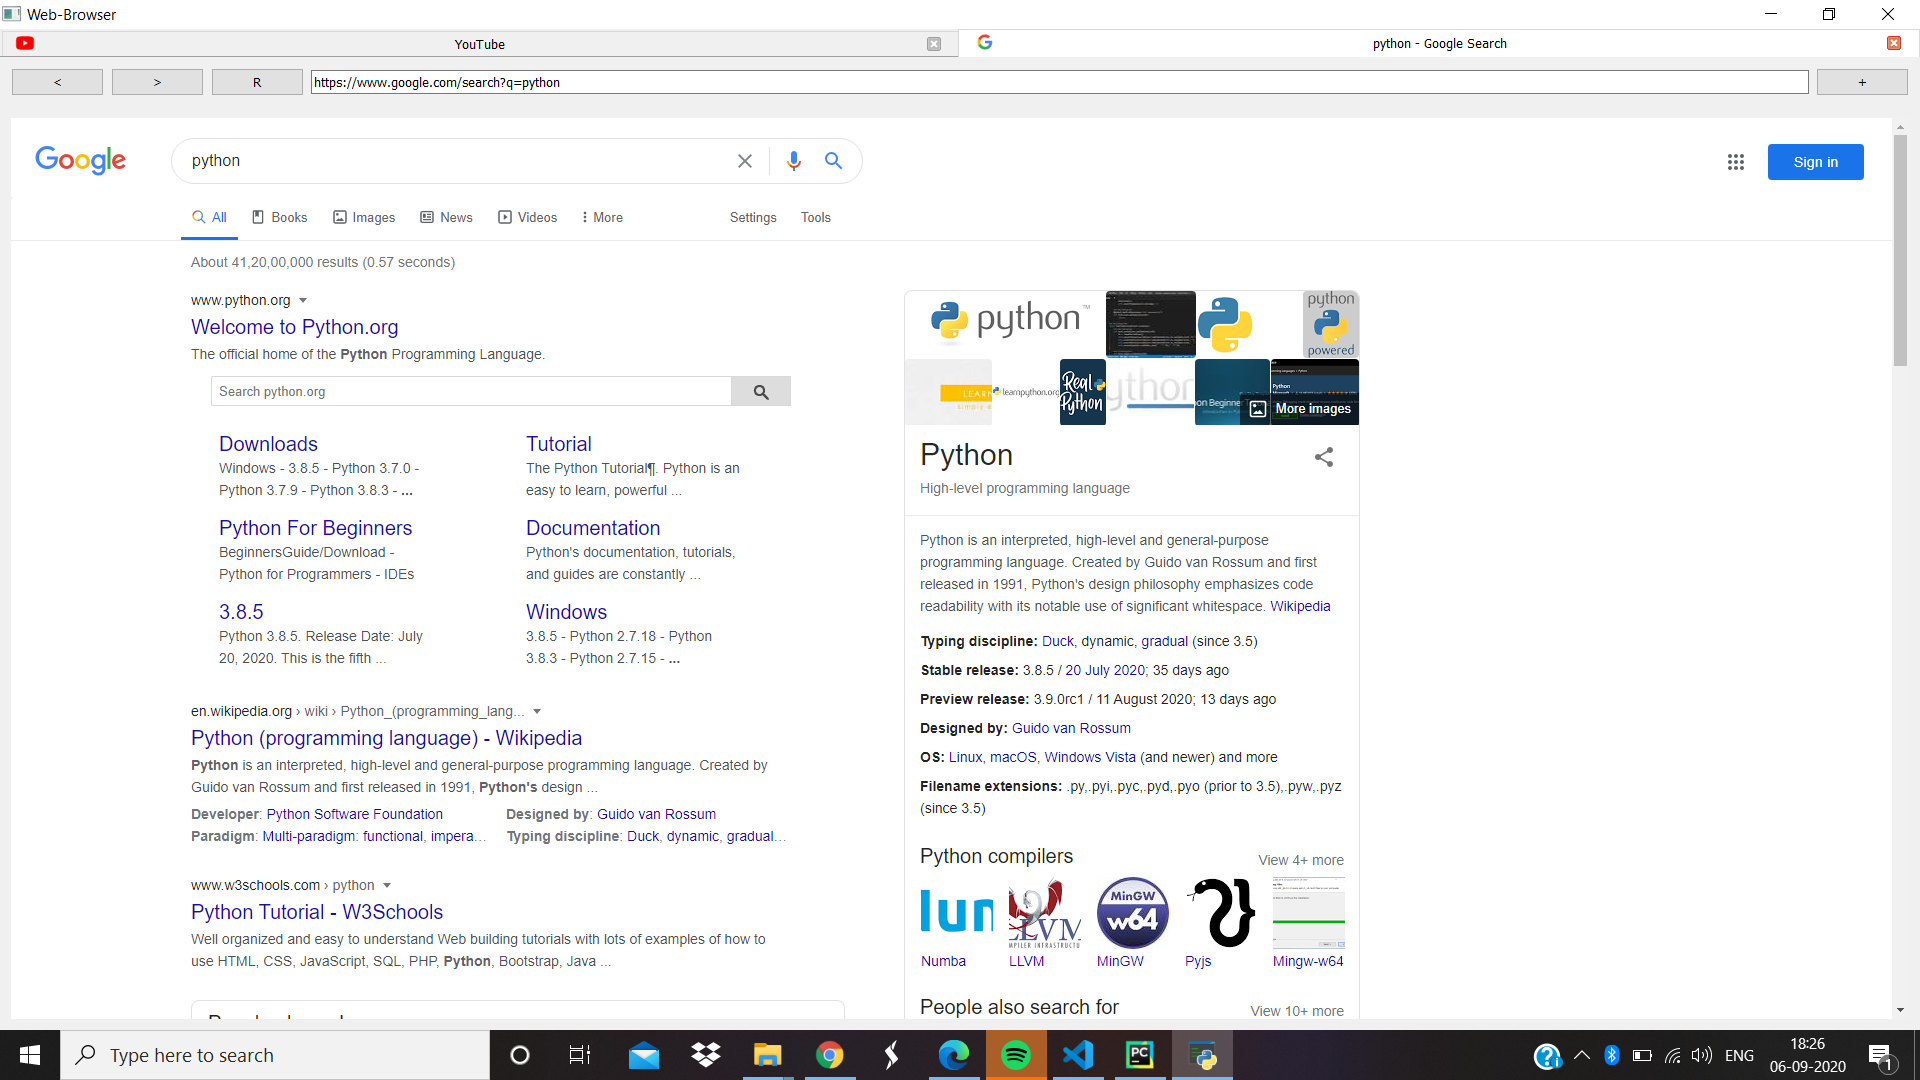 Web-Browser
YouTube
python - Google Search
<
>
R
https://www.google.com/search?q=python
+
Google
python
Sign in
All
Books
Images
News
Videos
More
Settings
Tools
About 41,20,00,000 results (0.57 seconds)
www.python.org
Welcome to Python.org
The official home of the Python Programming Language.
Search python.org
Downloads
Windows - 3.8.5 - Python 3.7.0 -
Python 3.7.9 - Python 3.8.3 - ...
Tutorial
The Python Tutorial¶. Python is an
easy to learn, powerful ...
Python For Beginners
BeginnersGuide/Download -
Python for Programmers - IDEs
Documentation
Python's documentation, tutorials,
and guides are constantly ...
3.8.5
Python 3.8.5. Release Date: July
20, 2020. This is the fifth ...
Windows
3.8.5 - Python 2.7.18 - Python
3.8.3 - Python 2.7.15 - ...
en.wikipedia.org › wiki › Python_(programming_lang...
Python (programming language) - Wikipedia
Python is an interpreted, high-level and general-purpose programming language. Created by
Guido van Rossum and first released in 1991, Python's design ...
Developer: Python Software Foundation
Designed by: Guido van Rossum
Paradigm: Multi-paradigm: functional, impera…
Typing discipline: Duck, dynamic, gradual…
www.w3schools.com › python
Python Tutorial - W3Schools
Well organized and easy to understand Web building tutorials with lots of examples of how to
use HTML, CSS, JavaScript, SQL, PHP, Python, Bootstrap, Java ...
python™
python
powered
LEARN
learnpython.org
Real
Python
ython
on Beginner
Python
More images
Python
High-level programming language
Python is an interpreted, high-level and general-purpose
programming language. Created by Guido van Rossum and first
released in 1991, Python's design philosophy emphasizes code
readability with its notable use of significant whitespace. Wikipedia
Typing discipline: Duck, dynamic, gradual (since 3.5)
Stable release: 3.8.5 / 20 July 2020; 35 days ago
Preview release: 3.9.0rc1 / 11 August 2020; 13 days ago
Designed by: Guido van Rossum
OS: Linux, macOS, Windows Vista (and newer) and more
Filename extensions: .py,.pyi,.pyc,.pyd,.pyo (prior to 3.5),.pyw,.pyz
(since 3.5)
Python compilers
View 4+ more
MinGW
w64
Numba
LLVM
MinGW
Pyjs
Mingw-w64
People also search for
View 10+ more
Type here to search
PC
ENG
18:26
06-09-2020
1